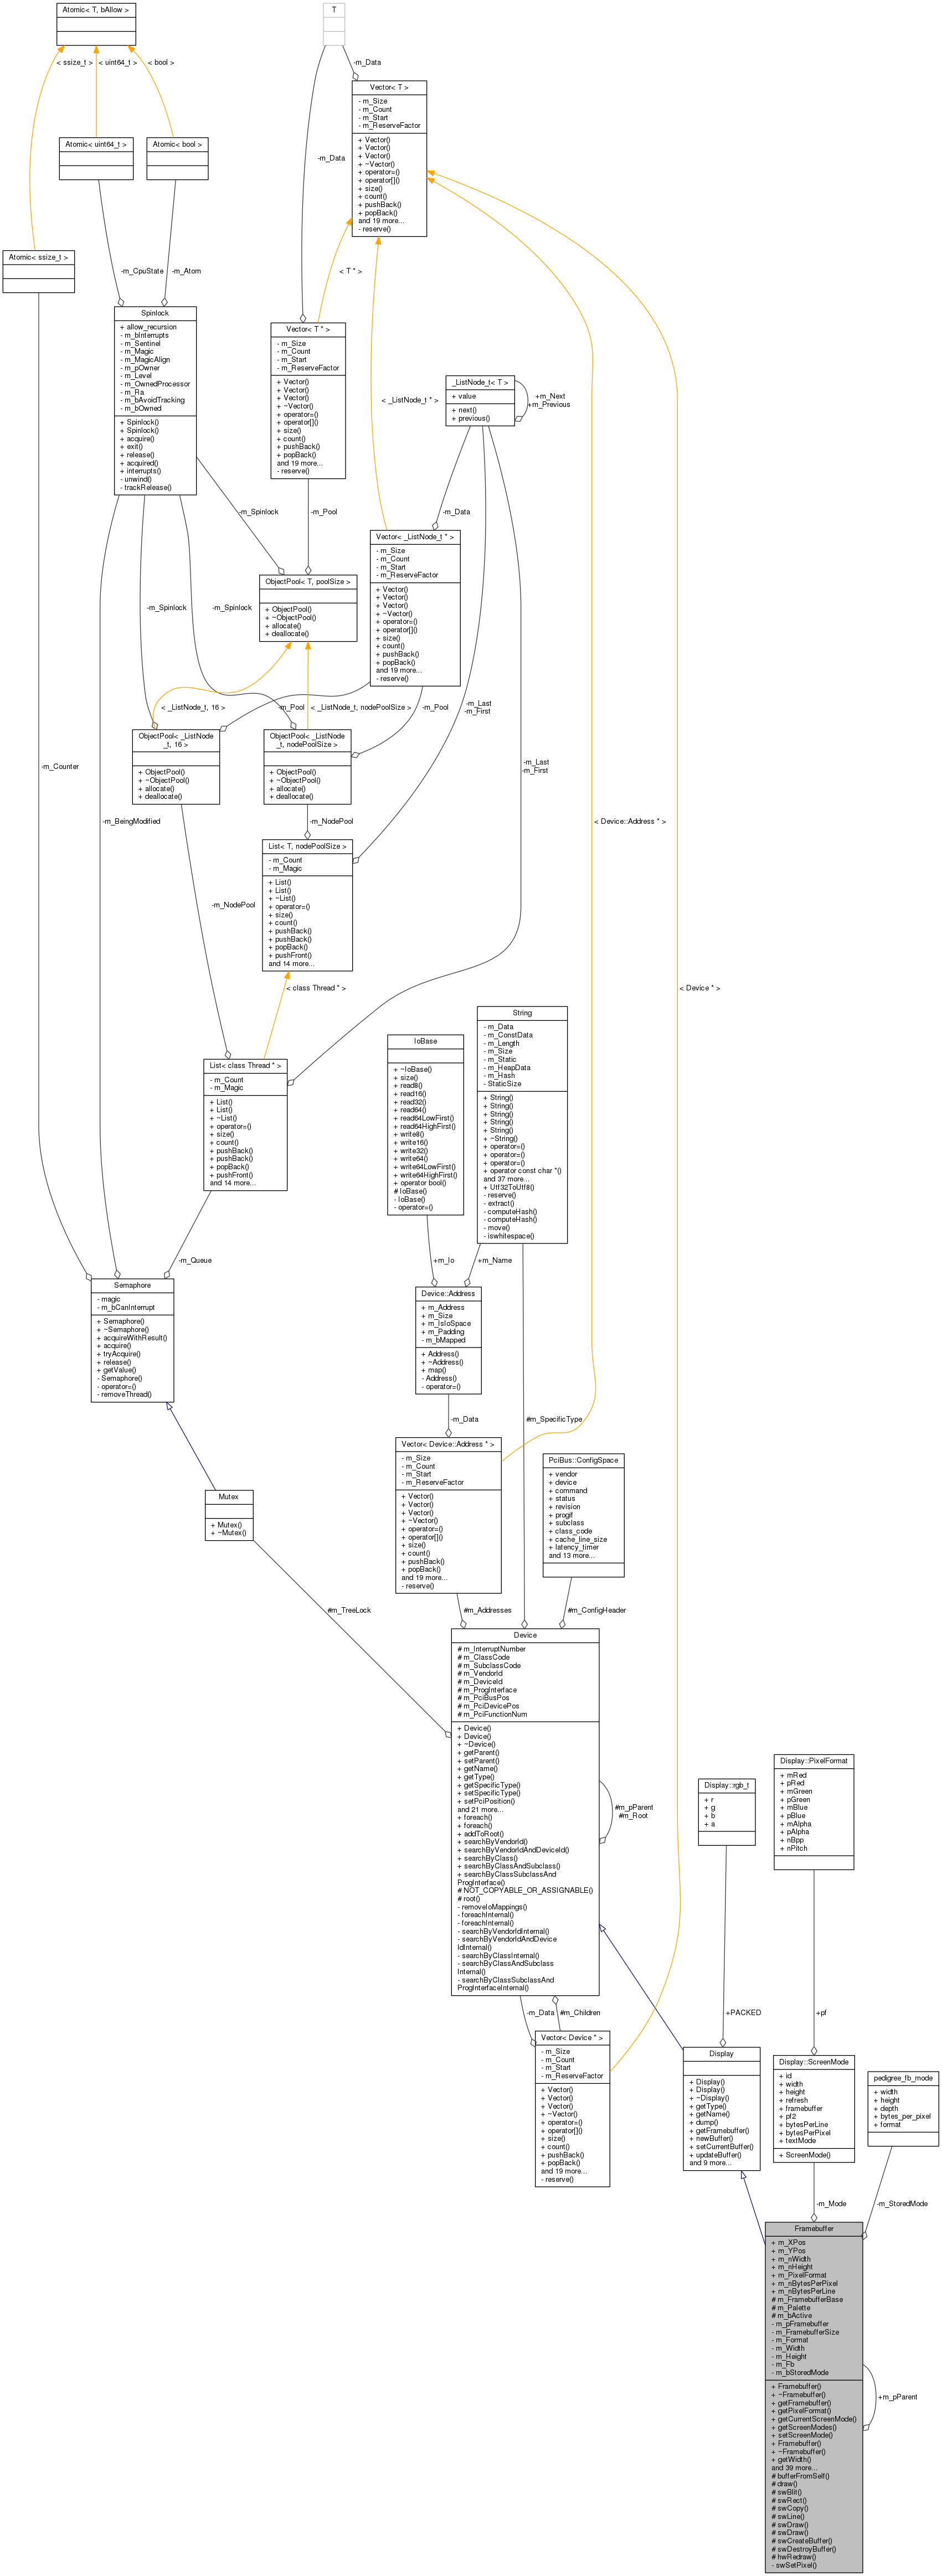 Atomic< T, bAllow >
T
< ssize_t >
< uint64_t >
< bool >
-m_Data
Vector< T >
- m_Size
- m_Count
- m_Start
- m_ReserveFactor
+ Vector()
+ Vector()
+ Vector()
+ ~Vector()
+ operator=()
+ operator[]()
+ size()
+ count()
+ pushBack()
+ popBack()
and 19 more...
- reserve()
Atomic< uint64_t >
Atomic< bool >
-m_Data
Atomic< ssize_t >
-m_CpuState
-m_Atom
< T * >
Spinlock
+ allow_recursion
- m_bInterrupts
- m_Sentinel
- m_Magic
- m_MagicAlign
- m_pOwner
- m_Level
- m_OwnedProcessor
- m_Ra
- m_bAvoidTracking
- m_bOwned
+ Spinlock()
+ Spinlock()
+ acquire()
+ exit()
+ release()
+ acquired()
+ interrupts()
- unwind()
- trackRelease()
Vector< T * >
- m_Size
- m_Count
- m_Start
- m_ReserveFactor
+ Vector()
+ Vector()
+ Vector()
+ ~Vector()
+ operator=()
+ operator[]()
+ size()
+ count()
+ pushBack()
+ popBack()
and 19 more...
- reserve()
< _ListNode_t * >
_ListNode_t< T >
+ value
+ next()
+ previous()
+m_Next
+m_Previous
-m_Spinlock
-m_Pool
-m_Data
Vector< _ListNode_t * >
- m_Size
- m_Count
- m_Start
- m_ReserveFactor
+ Vector()
+ Vector()
+ Vector()
+ ~Vector()
+ operator=()
+ operator[]()
+ size()
+ count()
+ pushBack()
+ popBack()
and 19 more...
- reserve()
ObjectPool< T, poolSize >
+ ObjectPool()
+ ~ObjectPool()
+ allocate()
+ deallocate()
-m_Spinlock
-m_Spinlock
< _ListNode_t, 16 >
-m_Pool
< _ListNode_t, nodePoolSize >
-m_Pool
-m_Last
-m_First
ObjectPool< _ListNode
_t, 16 >
+ ObjectPool()
+ ~ObjectPool()
+ allocate()
+ deallocate()
ObjectPool< _ListNode
_t, nodePoolSize >
+ ObjectPool()
+ ~ObjectPool()
+ allocate()
+ deallocate()
-m_Counter
-m_Last
-m_First
-m_BeingModified
-m_NodePool
< Device::Address * >
List< T, nodePoolSize >
- m_Count
- m_Magic
+ List()
+ List()
+ ~List()
+ operator=()
+ size()
+ count()
+ pushBack()
+ pushBack()
+ popBack()
+ pushFront()
and 14 more...
-m_NodePool
< class Thread * >
< Device * >
List< class Thread * >
- m_Count
- m_Magic
+ List()
+ List()
+ ~List()
+ operator=()
+ size()
+ count()
+ pushBack()
+ pushBack()
+ popBack()
+ pushFront()
and 14 more...
IoBase
+ ~IoBase()
+ size()
+ read8()
+ read16()
+ read32()
+ read64()
+ read64LowFirst()
+ read64HighFirst()
+ write8()
+ write16()
+ write32()
+ write64()
+ write64LowFirst()
+ write64HighFirst()
+ operator bool()
# IoBase()
- IoBase()
- operator=()
String
- m_Data
- m_ConstData
- m_Length
- m_Size
- m_Static
- m_HeapData
- m_Hash
- StaticSize
+ String()
+ String()
+ String()
+ String()
+ String()
+ ~String()
+ operator=()
+ operator=()
+ operator=()
+ operator const char *()
and 37 more...
+ Utf32ToUtf8()
- reserve()
- extract()
- computeHash()
- computeHash()
- move()
- iswhitespace()
-m_Queue
+m_Io
+m_Name
Semaphore
- magic
- m_bCanInterrupt
+ Semaphore()
+ ~Semaphore()
+ acquireWithResult()
+ acquire()
+ tryAcquire()
+ release()
+ getValue()
- Semaphore()
- operator=()
- removeThread()
Device::Address
+ m_Address
+ m_Size
+ m_IsIoSpace
+ m_Padding
- m_bMapped
+ Address()
+ ~Address()
+ map()
- Address()
- operator=()
-m_Data
#m_SpecificType
Vector< Device::Address * >
- m_Size
- m_Count
- m_Start
- m_ReserveFactor
+ Vector()
+ Vector()
+ Vector()
+ ~Vector()
+ operator=()
+ operator[]()
+ size()
+ count()
+ pushBack()
+ popBack()
and 19 more...
- reserve()
PciBus::ConfigSpace
+ vendor
+ device
+ command
+ status
+ revision
+ progif
+ subclass
+ class_code
+ cache_line_size
+ latency_timer
and 13 more...
Mutex
+ Mutex()
+ ~Mutex()
#m_TreeLock
#m_Addresses
#m_ConfigHeader
Device
# m_InterruptNumber
# m_ClassCode
# m_SubclassCode
# m_VendorId
# m_DeviceId
# m_ProgInterface
# m_PciBusPos
# m_PciDevicePos
# m_PciFunctionNum
+ Device()
+ Device()
+ ~Device()
+ getParent()
+ setParent()
+ getName()
+ getType()
+ getSpecificType()
+ setSpecificType()
+ setPciPosition()
and 21 more...
+ foreach()
+ foreach()
+ addToRoot()
+ searchByVendorId()
+ searchByVendorIdAndDeviceId()
+ searchByClass()
+ searchByClassAndSubclass()
+ searchByClassSubclassAnd
ProgInterface()
# NOT_COPYABLE_OR_ASSIGNABLE()
# root()
- removeIoMappings()
- foreachInternal()
- foreachInternal()
- searchByVendorIdInternal()
- searchByVendorIdAndDevice
IdInternal()
- searchByClassInternal()
- searchByClassAndSubclass
Internal()
- searchByClassSubclassAnd
ProgInterfaceInternal()
#m_pParent
#m_Root
Display::rgb_t
+ r
+ g
+ b
+ a
Display::PixelFormat
+ mRed
+ pRed
+ mGreen
+ pGreen
+ mBlue
+ pBlue
+ mAlpha
+ pAlpha
+ nBpp
+ nPitch
-m_Data
#m_Children
+PACKED
+pf
Vector< Device * >
- m_Size
- m_Count
- m_Start
- m_ReserveFactor
+ Vector()
+ Vector()
+ Vector()
+ ~Vector()
+ operator=()
+ operator[]()
+ size()
+ count()
+ pushBack()
+ popBack()
and 19 more...
- reserve()
Display
+ Display()
+ Display()
+ ~Display()
+ getType()
+ getName()
+ dump()
+ getFramebuffer()
+ newBuffer()
+ setCurrentBuffer()
+ updateBuffer()
and 9 more...
Display::ScreenMode
+ id
+ width
+ height
+ refresh
+ framebuffer
+ pf2
+ bytesPerLine
+ bytesPerPixel
+ textMode
+ ScreenMode()
pedigree_fb_mode
+ width
+ height
+ depth
+ bytes_per_pixel
+ format
-m_Mode
-m_StoredMode
Framebuffer
+ m_XPos
+ m_YPos
+ m_nWidth
+ m_nHeight
+ m_PixelFormat
+ m_nBytesPerPixel
+ m_nBytesPerLine
# m_FramebufferBase
# m_Palette
# m_bActive
- m_pFramebuffer
- m_FramebufferSize
- m_Format
- m_Width
- m_Height
- m_Fb
- m_bStoredMode
+ Framebuffer()
+ ~Framebuffer()
+ getFramebuffer()
+ getPixelFormat()
+ getCurrentScreenMode()
+ getScreenModes()
+ setScreenMode()
+ Framebuffer()
+ ~Framebuffer()
+ getWidth()
and 39 more...
# bufferFromSelf()
# draw()
# swBlit()
# swRect()
# swCopy()
# swLine()
# swDraw()
# swDraw()
# swCreateBuffer()
# swDestroyBuffer()
# hwRedraw()
- swSetPixel()
+m_pParent